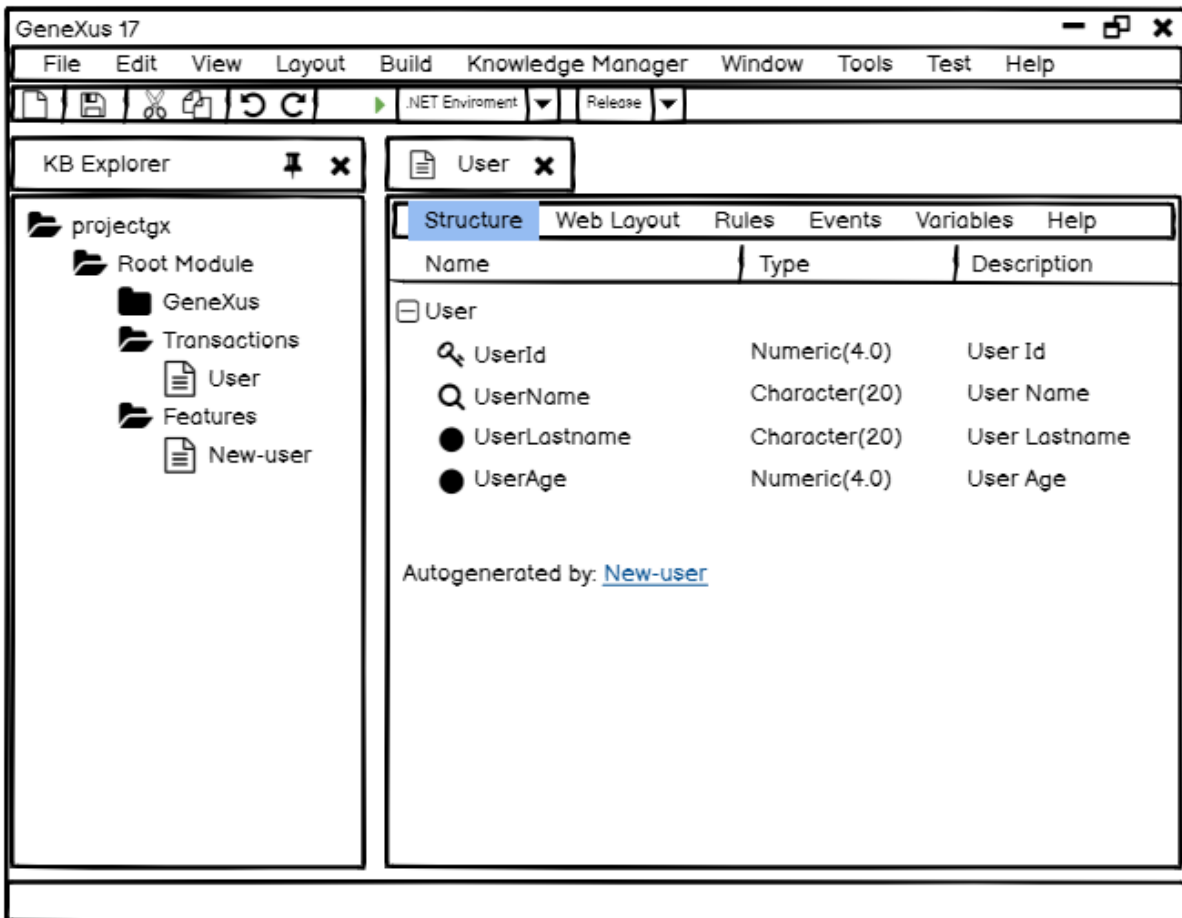 GeneXus 17
File Edit View Layout Build Knowledge Manager Window Tools Test Help
.NET Enviroment Release
KB Explorer
User
projectgx
Root Module
GeneXus
Transactions
User
Features
New-user
Structure Web Layout Rules Events Variables Help
Name Type Description
User
UserId Numeric(4.0) User Id
UserName Character(20) User Name
UserLastname Character(20) User Lastname
UserAge Numeric(4.0) User Age
Autogenerated by: New-user